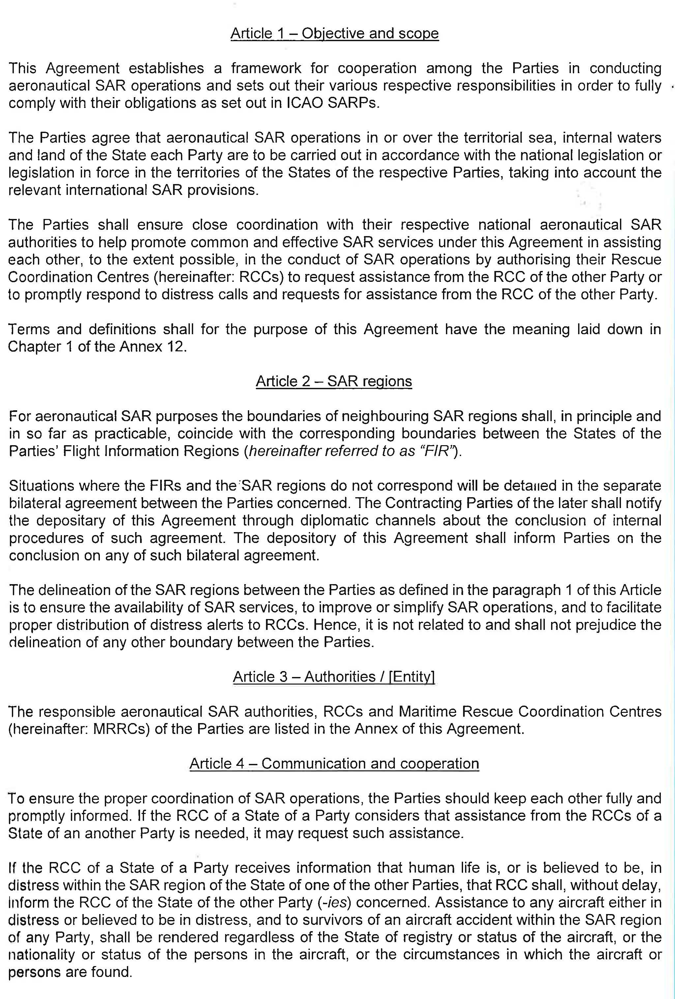 Article 1 – Objective and scope
This Agreement establishes a framework for cooperation among the Parties in conducting
aeronautical SAR operations and sets out their various respective responsibilities in order to fully
comply with their obligations as set out in ICAO SARPs.
The Parties agree that aeronautical SAR operations in or over the territorial sea, internal waters
and land of the State each Party are to be carried out in accordance with the national legislation or
legislation in force in the territories of the States of the respective Parties, taking into account the
relevant international SAR provisions.
The Parties shall ensure close coordination with their respective national aeronautical SAR
authorities to help promote common and effective SAR services under this Agreement in assisting
each other, to the extent possible, in the conduct of SAR operations by authorising their Rescue
Coordination Centres (hereinafter: RCCs) to request assistance from the RCC of the other Party or
to promptly respond to distress calls and requests for assistance from the RCC of the other Party.
Terms and definitions shall for the purpose of this Agreement have the meaning laid down in
Chapter 1 of the Annex 12.
Article 2 – SAR regions
For aeronautical SAR purposes the boundaries of neighbouring SAR regions shall, in principle and
in so far as practicable, coincide with the corresponding boundaries between the States of the
Parties' Flight Information Regions (hereinafter referred to as "FIR").
Situations where the FIRs and the SAR regions do not correspond will be detailed in the separate
bilateral agreement between the Parties concerned. The Contracting Parties of the later shall notify
the depositary of this Agreement through diplomatic channels about the conclusion of internal
procedures of such agreement. The depository of this Agreement shall inform Parties on the
conclusion on any of such bilateral agreement.
The delineation of the SAR regions between the Parties as defined in the paragraph 1 of this Article
is to ensure the availability of SAR services, to improve or simplify SAR operations, and to facilitate
proper distribution of distress alerts to RCCs. Hence, it is not related to and shall not prejudice the
delineation of any other boundary between the Parties.
Article 3 – Authorities / [Entity]
The responsible aeronautical SAR authorities, RCCs and Maritime Rescue Coordination Centres
(hereinafter: MRRCs) of the Parties are listed in the Annex of this Agreement.
Article 4 – Communication and cooperation
To ensure the proper coordination of SAR operations, the Parties should keep each other fully and
promptly informed. If the RCC of a State of a Party considers that assistance from the RCCs of a
State of an another Party is needed, it may request such assistance.
If the RCC of a State of a Party receives information that human life is, or is believed to be, in
distress within the SAR region of the State of one of the other Parties, that RCC shall, without delay,
inform the RCC of the State of the other Party (-ies) concerned. Assistance to any aircraft either in
distress or believed to be in distress, and to survivors of an aircraft accident within the SAR region
of any Party, shall be rendered regardless of the State of registry or status of the aircraft, or the
nationality or status of the persons in the aircraft, or the circumstances in which the aircraft or
persons are found.